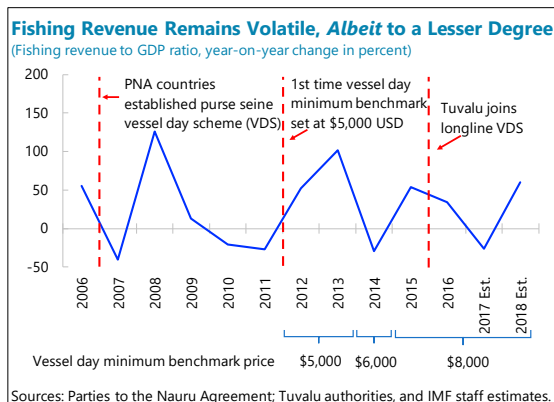 Fishing Revenue Remains Volatile, Albeit to a Lesser Degree
(Fishing revenue to GDP ratio, year-on-year change in percent)
200
150
100
50
0
-50
PNA countries
established purse seine
vessel day scheme (VDS)
1st time vessel day
minimum benchmark
set at $5,000 USD
Tuvalu joins
longline VDS
2006
2007
2008
2009
2010
2011
2012
2013
2014
2015
2016
2017 Est.
2018 Est.
Vessel day minimum benchmark price $5,000 $6,000 $8,000
Sources: Parties to the Nauru Agreement; Tuvalu authorities, and IMF staff estimates.